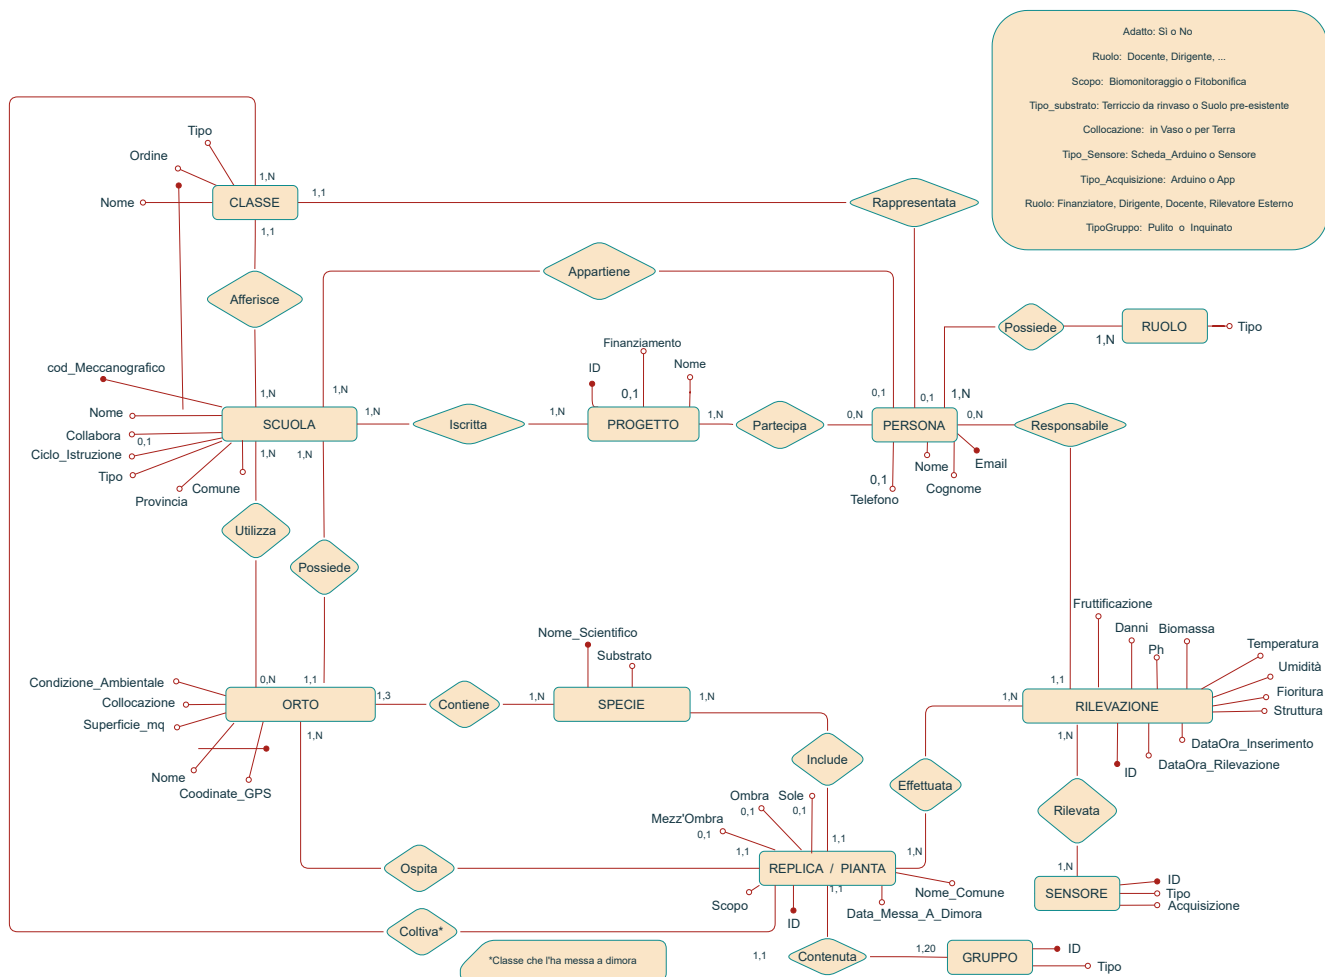 Adatto: Sì o No
Ruolo: Docente, Dirigente, ...
Scopo: Biomonitoraggio o Fitobonifica
Tipo_substrato: Terriccio da rinvaso o Suolo pre-esistente
Collocazione: in Vaso o per Terra
Tipo_Sensore: Scheda_Arduino o Sensore
Tipo_Acquisizione: Arduino o App
Ruolo: Finanziatore, Dirigente, Docente, Rilevatore Esterno
TipoGruppo: Pulito o Inquinato
Tipo
Ordine
1,N
Nome
CLASSE
1,1
Rappresentata
1,1
Afferisce
Appartiene
Possiede
RUOLO
Tipo
1,N
cod_Meccanografico
Finanziamento
ID
Nome
0,1
1,N
1,N
0,1
0,1
1,N
Nome
SCUOLA
1,N
Iscritta
1,N
PROGETTO
1,N
Partecipa
0,N
PERSONA
0,N
Responsabile
Collabora
0,1
Ciclo_Istruzione
1,N
1,N
Tipo
Comune
Provincia
Nome
Email
0,1
Cognome
Telefono
Utilizza
Possiede
Fruttificazione
Danni
Biomassa
Ph
Temperatura
Umidità
Fioritura
Struttura
Nome_Scientifico
Substrato
Condizione_Ambientale
0,N
1,1
1,1
Collocazione
ORTO
1,3
Contiene
1,N
SPECIE
1,N
1,N
RILEVAZIONE
Superficie_mq
1,N
1,N
DataOra_Inserimento
DataOra_Rilevazione
ID
Nome
Coodinate_GPS
Include
Effettuata
Ombra
0,1
Sole
0,1
Mezz'Ombra
0,1
Rilevata
1,1
1,1
1,N
Ospita
REPLICA / PIANTA
1,N
1,1
Nome_Comune
SENSORE
ID
Tipo
Acquisizione
Scopo
ID
Data_Messa_A_Dimora
Coltiva*
*Classe che l'ha messa a dimora
1,1
Contenuta
1,20
GRUPPO
ID
Tipo